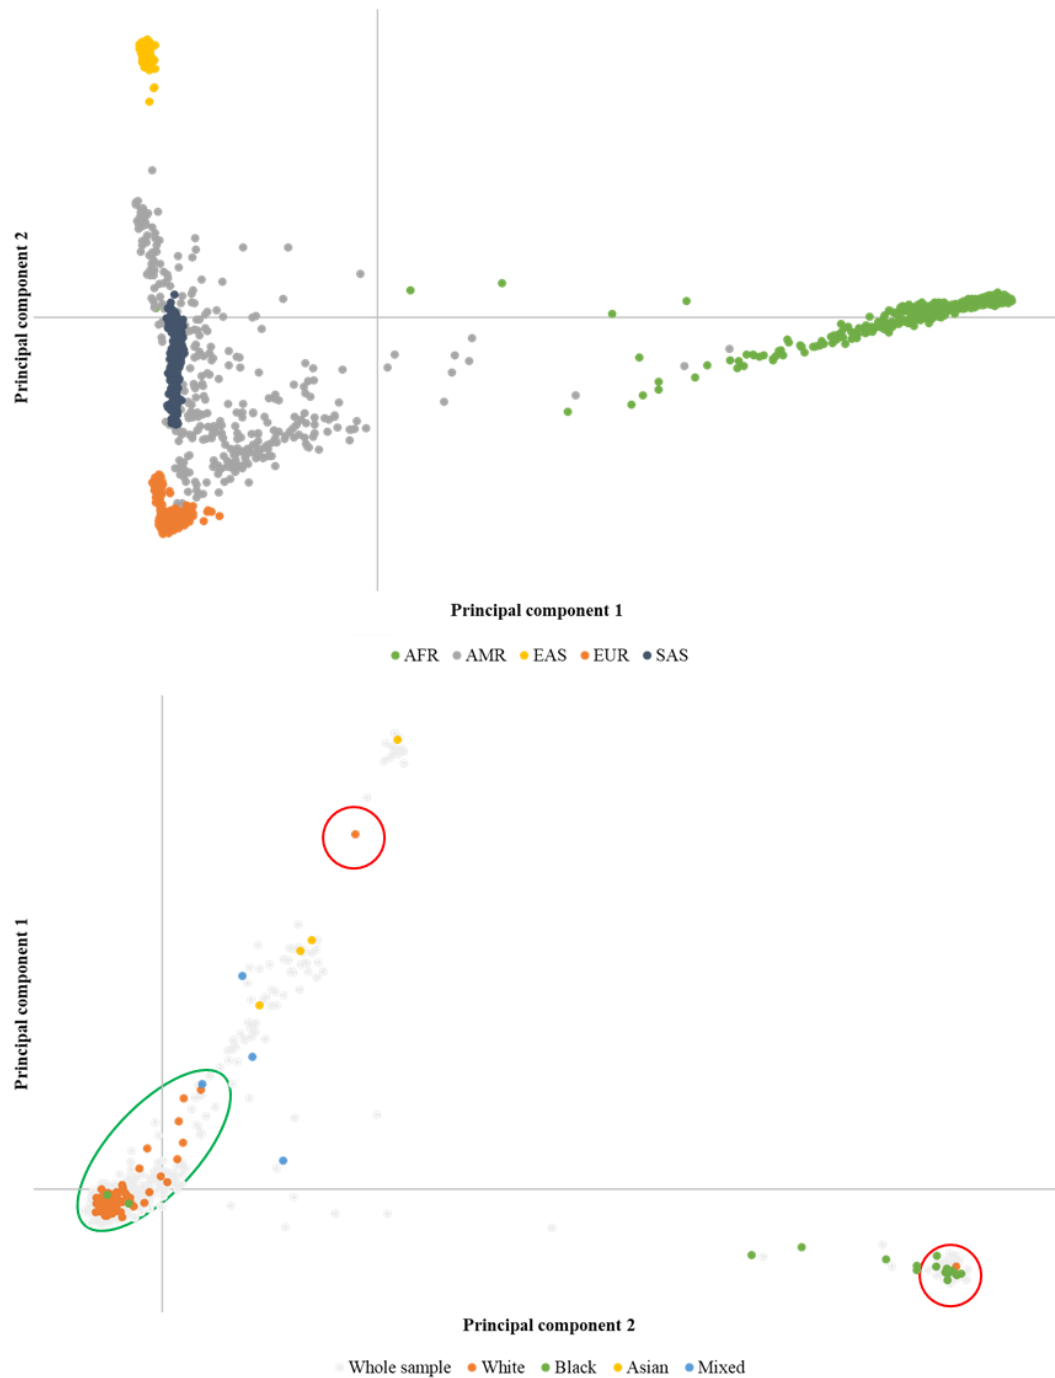 Principal component 2
Principal component 1
AFR AMR EAS EUR SAS
Principal component 1
Principal component 2
Whole sample White Black Asian Mixed